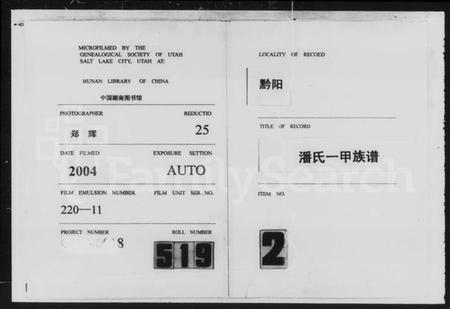 MICROFILMED BY THE
GENEALOGICAL SOCIETY OF UTAH
SALT LAKE CITY, UTAH AT:
HUNAN LIBRARY OF CHINA
中国湖南图书馆
PHOTOGRAPHER
REDUCTIO
郑辉
25
DATE FILMED
EXPOSURE SETTION
2004
AUTO
FILM EMULSION NUMBER
FILM UNIT SER. NO.
220—11
PROJECT NUMBER
ROLL NUMBER
519
LOCALITY OF RECOED
黔阳
TITLE OF RECORD
潘氏一甲族谱
ITEM NO.
2
FamilySearch